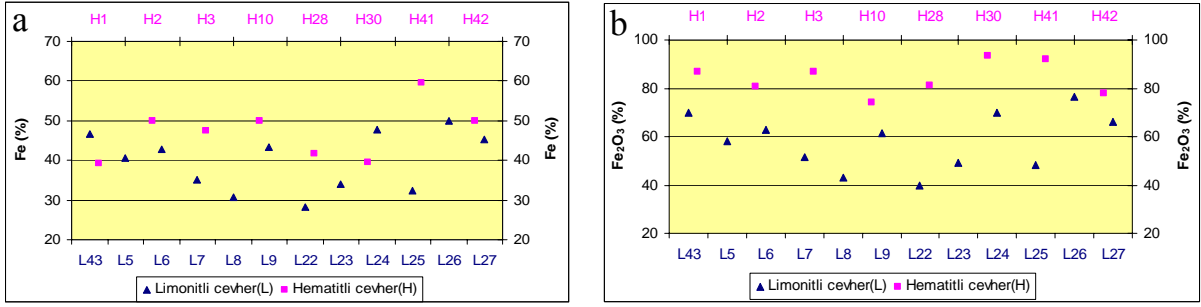 a
H1 H2 H3 H10 H28 H30 H41 H42
Fe (%)
70 70
60 60
50 50
40 40
30 30
20 20
Fe (%)
L43 L5 L6 L7 L8 L9 L22 L23 L24 L25 L26 L27
Limonitli cevher(L) Hematitli cevher(H)
b
H1 H2 H3 H10 H28 H30 H41 H42
Fe₂O₃ (%)
100 100
80 80
60 60
40 40
20 20
Fe₂O₃ (%)
L43 L5 L6 L7 L8 L9 L22 L23 L24 L25 L26 L27
Limonitli cevher(L) Hematitli cevher(H)